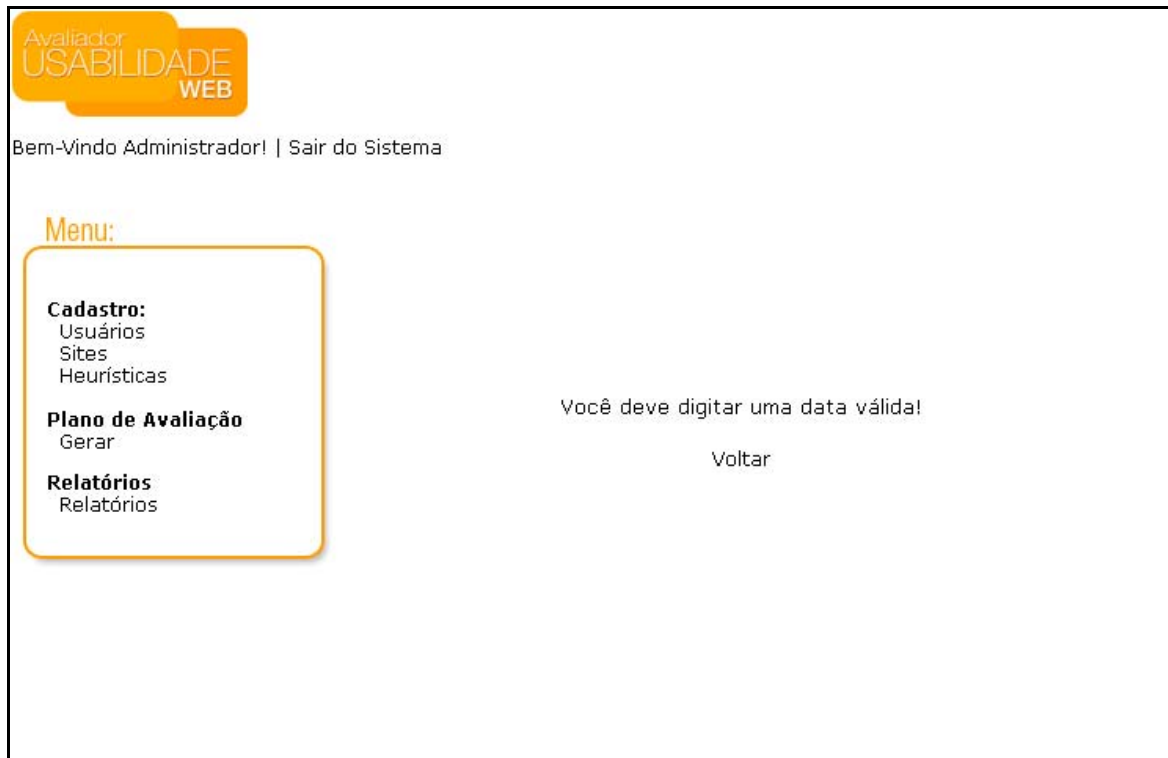 Avaliador
USABILIDADE
WEB
Bem-Vindo Administrador! | Sair do Sistema
Menu:
Cadastro:
Usuários
Sites
Heurísticas
Plano de Avaliação
Gerar
Relatórios
Relatórios
Você deve digitar uma data válida!
Voltar